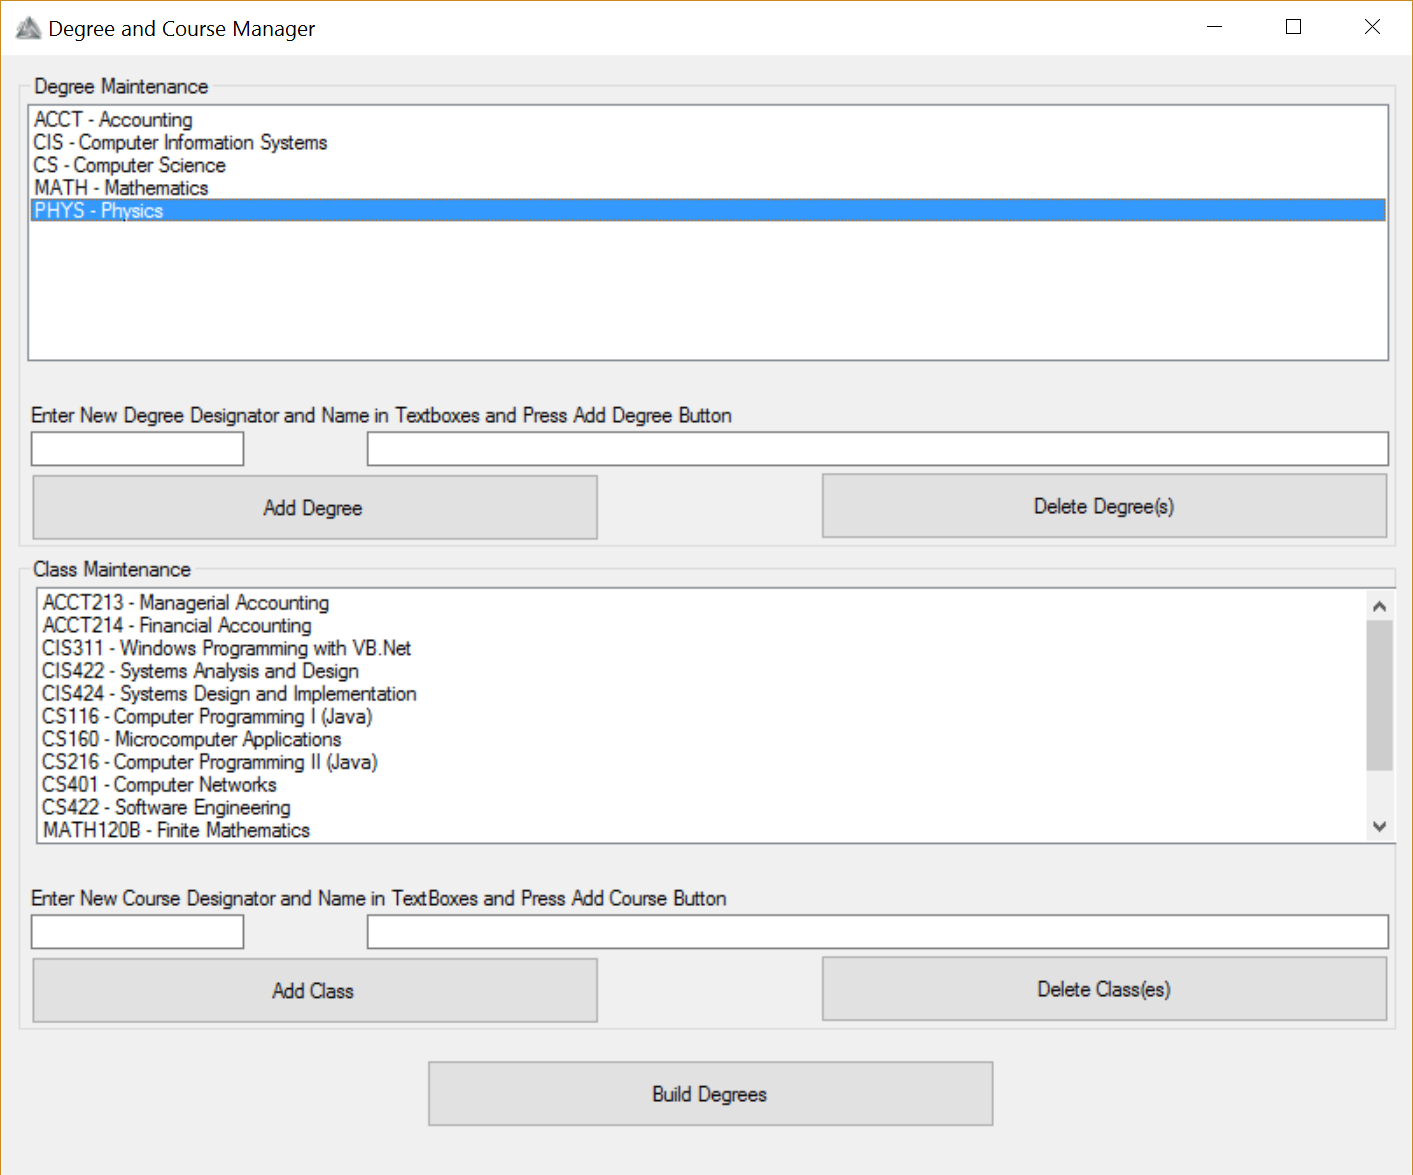 Degree and Course Manager
Degree Maintenance
ACCT - Accounting
CIS - Computer Information Systems
CS - Computer Science
MATH - Mathematics
PHYS - Physics
Enter New Degree Designator and Name in Textboxes and Press Add Degree Button
Add Degree
Delete Degree(s)
Class Maintenance
ACCT213 - Managerial Accounting
ACCT214 - Financial Accounting
CIS311 - Windows Programming with VB.Net
CIS422 - Systems Analysis and Design
CIS424 - Systems Design and Implementation
CS116 - Computer Programming I (Java)
CS160 - Microcomputer Applications
CS216 - Computer Programming II (Java)
CS401 - Computer Networks
CS422 - Software Engineering
MATH120B - Finite Mathematics
Enter New Course Designator and Name in TextBoxes and Press Add Course Button
Add Class
Delete Class(es)
Build Degrees